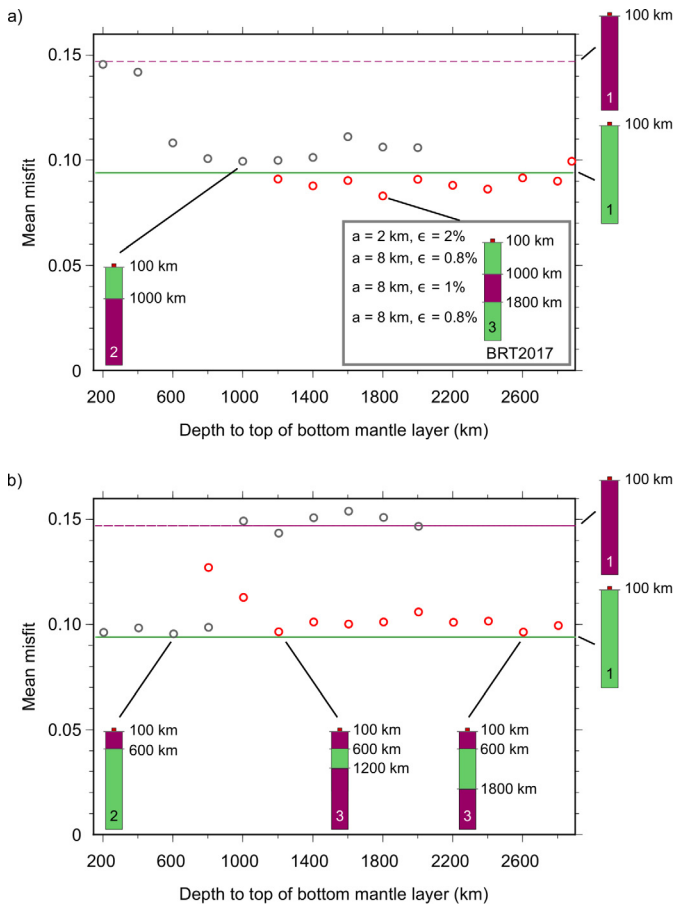 a)
100 km
0.15
1
100 km
0.10
1
Mean misfit
a = 2 km, ϵ = 2%
100 km
a = 8 km, ϵ = 0.8%
1000 km
a = 8 km, ϵ = 1%
1800 km
a = 8 km, ϵ = 0.8%
3
BRT2017
100 km
1000 km
2
0.05
0
200 600 1000 1400 1800 2200 2600
Depth to top of bottom mantle layer (km)
b)
100 km
0.15
1
100 km
0.10
1
Mean misfit
0.05
100 km
600 km
2
100 km
600 km
1200 km
3
100 km
600 km
1800 km
3
0
200 600 1000 1400 1800 2200 2600
Depth to top of bottom mantle layer (km)